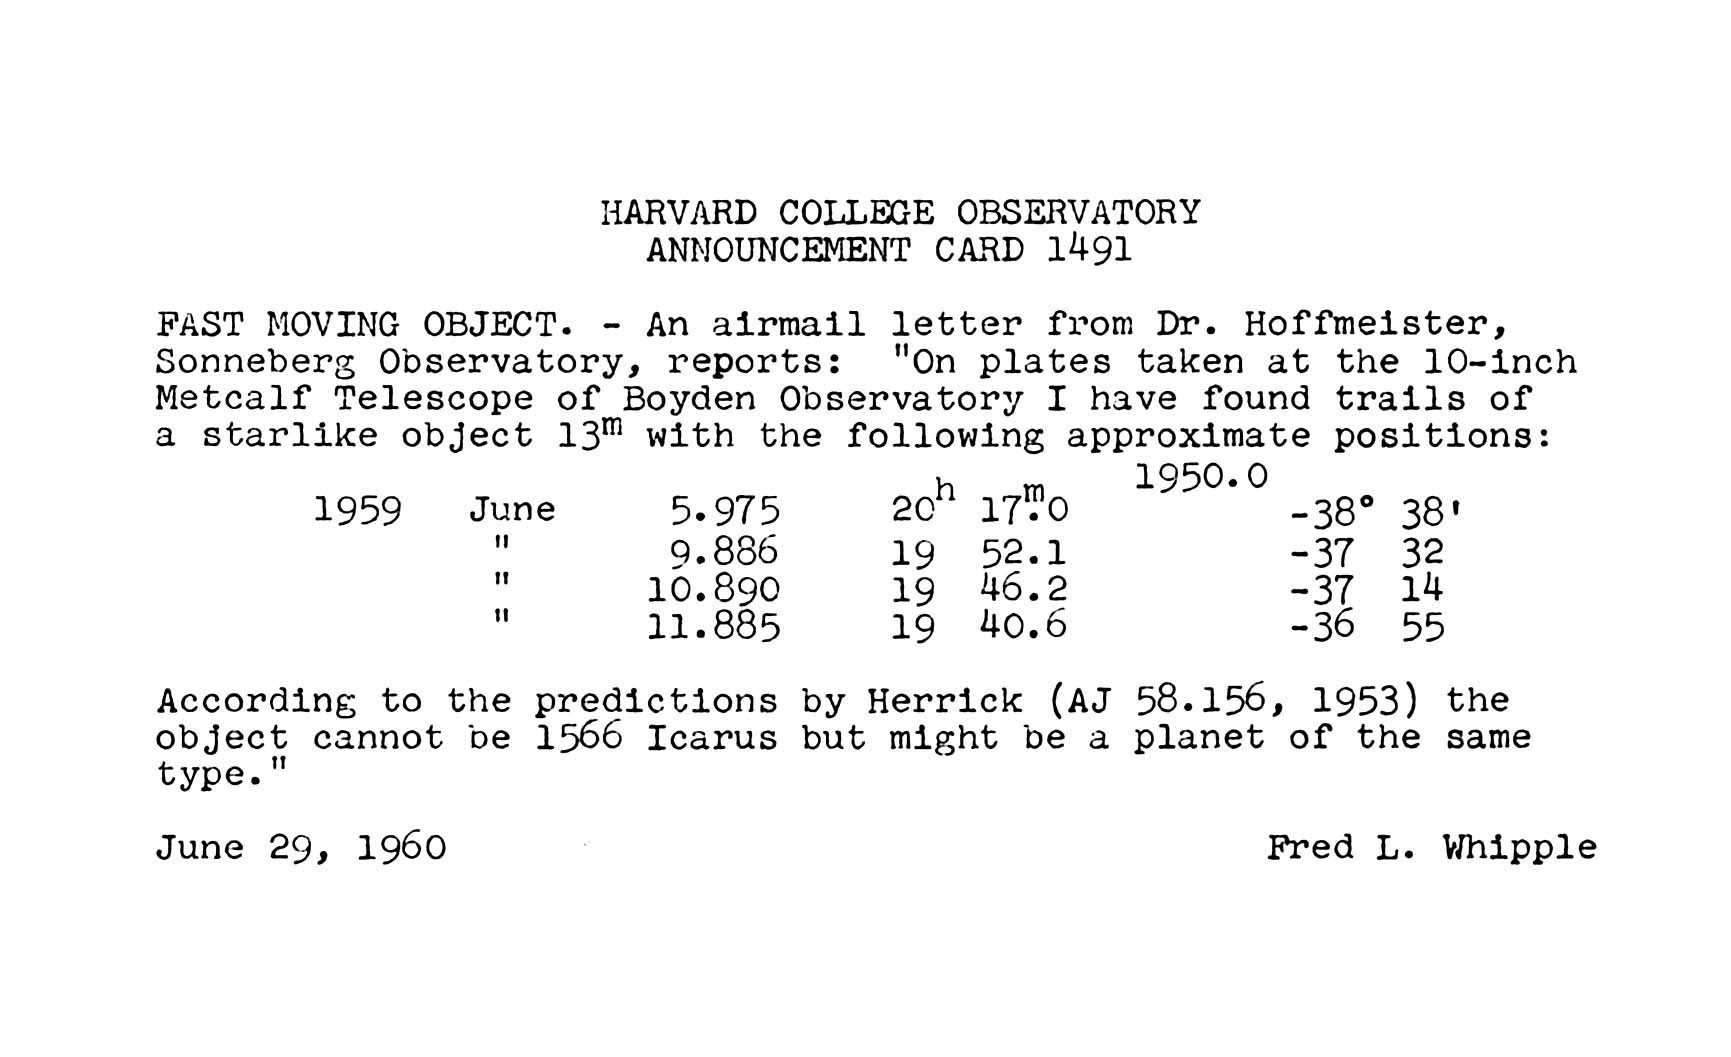 HARVARD COLLEGE OBSERVATORY
ANNOUNCEMENT CARD 1491
FAST MOVING OBJECT. - An airmail letter from Dr. Hoffmeister,
Sonneberg Observatory, reports: "On plates taken at the 10-inch
Metcalf Telescope of Boyden Observatory I have found trails of
a starlike object 13ᵐ with the following approximate positions:
1950.0
1959 June 5.975 20ʰ 17ᵐ.0 -38° 38'
" 9.886 19 52.1 -37 32
" 10.890 19 46.2 -37 14
" 11.885 19 40.6 -36 55
According to the predictions by Herrick (AJ 58.156, 1953) the
object cannot be 1566 Icarus but might be a planet of the same
type."
June 29, 1960 Fred L. Whipple